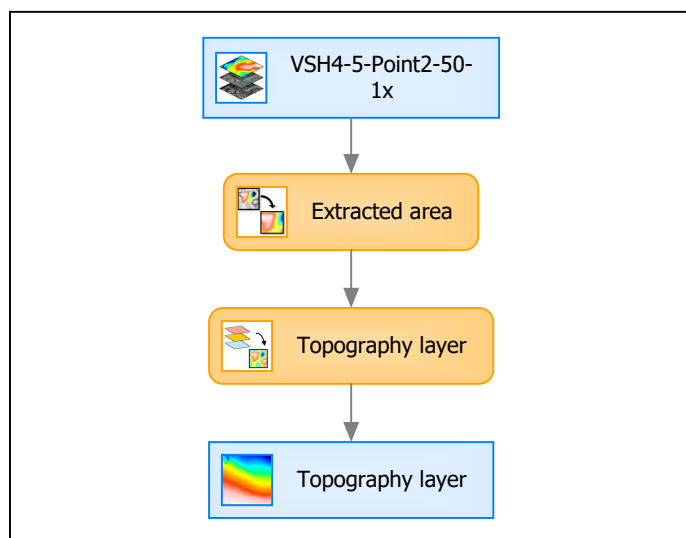 VSH4-5-Point2-50-
1x
Extracted area
Topography layer
Topography layer